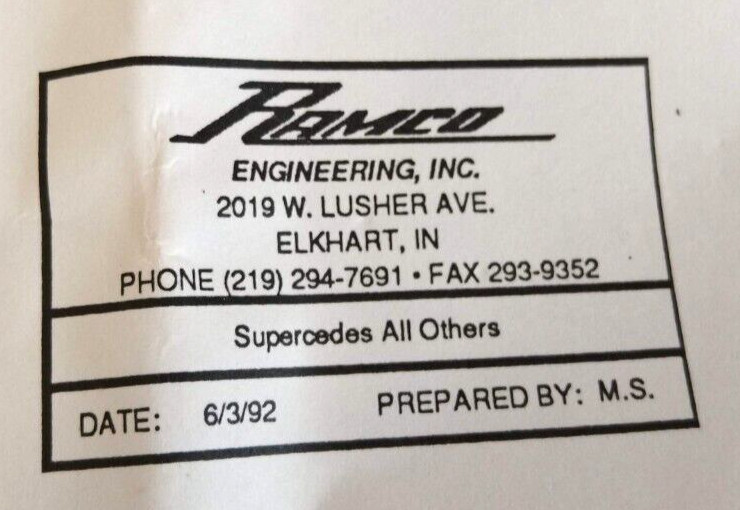 RAMCO
ENGINEERING, INC.
2019 W. LUSHER AVE.
ELKHART, IN
PHONE (219) 294-7691 • FAX 293-9352
Supercedes All Others
DATE: 6/3/92 PREPARED BY: M.S.